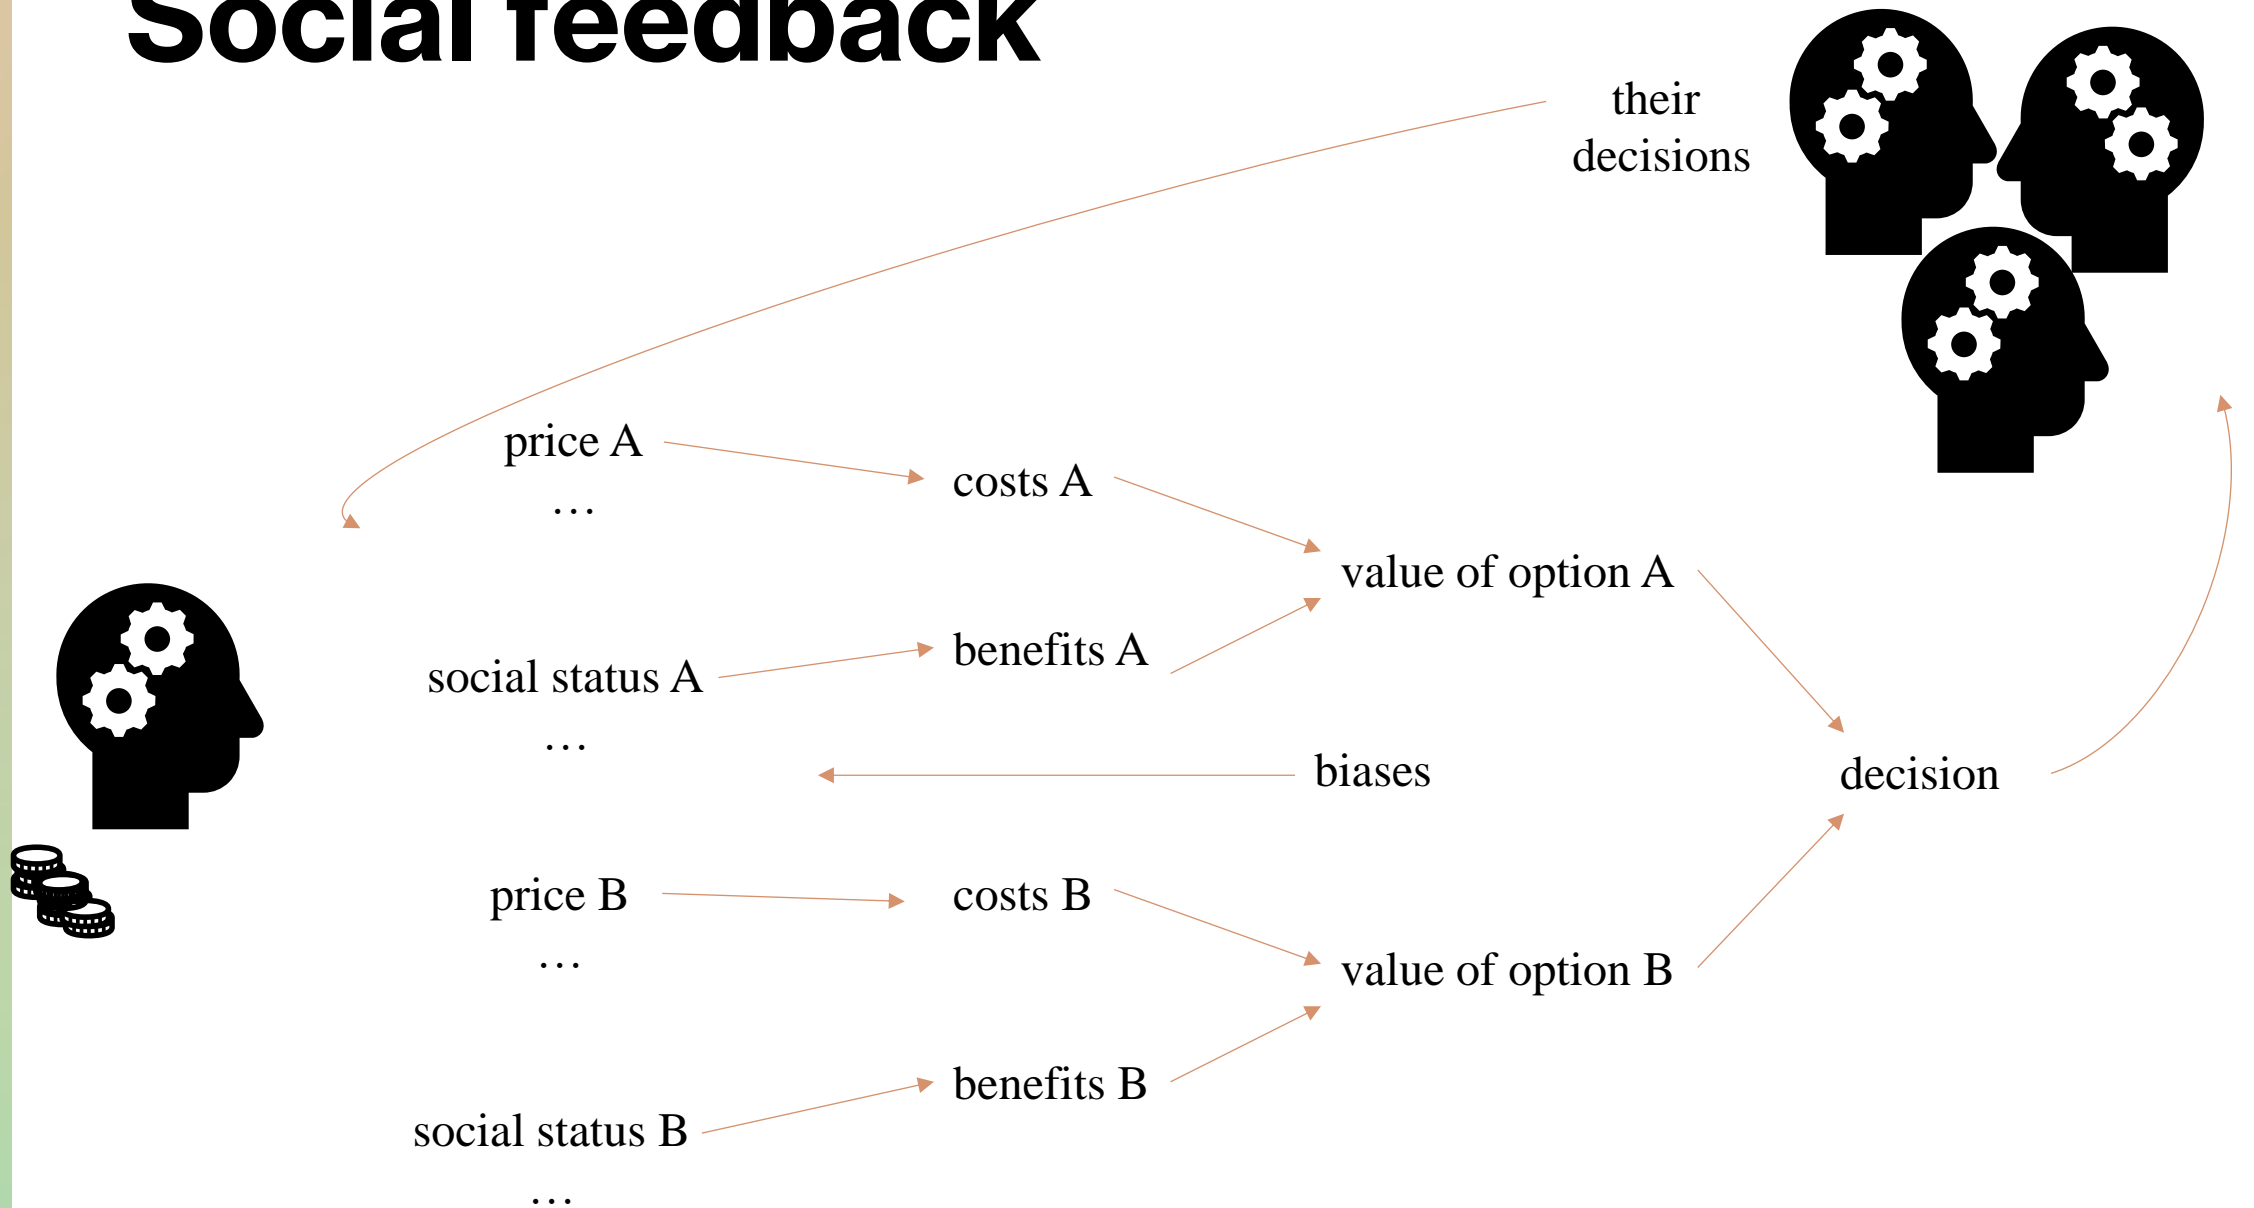 Social feedback
their
decisions
price A
…
costs A
value of option A
benefits A
social status A
…
biases
decision
price B
…
costs B
value of option B
benefits B
social status B
…